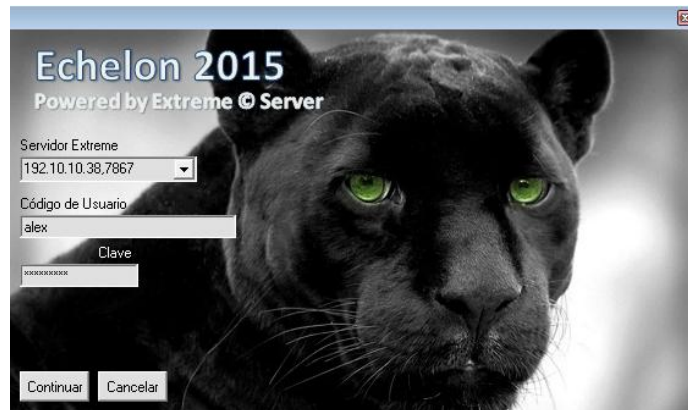 Echelon 2015
Powered by Extreme © Server
Servidor Extreme
192.10.10.38,7867
Código de Usuario
alex
Clave
×××××××××
Continuar Cancelar